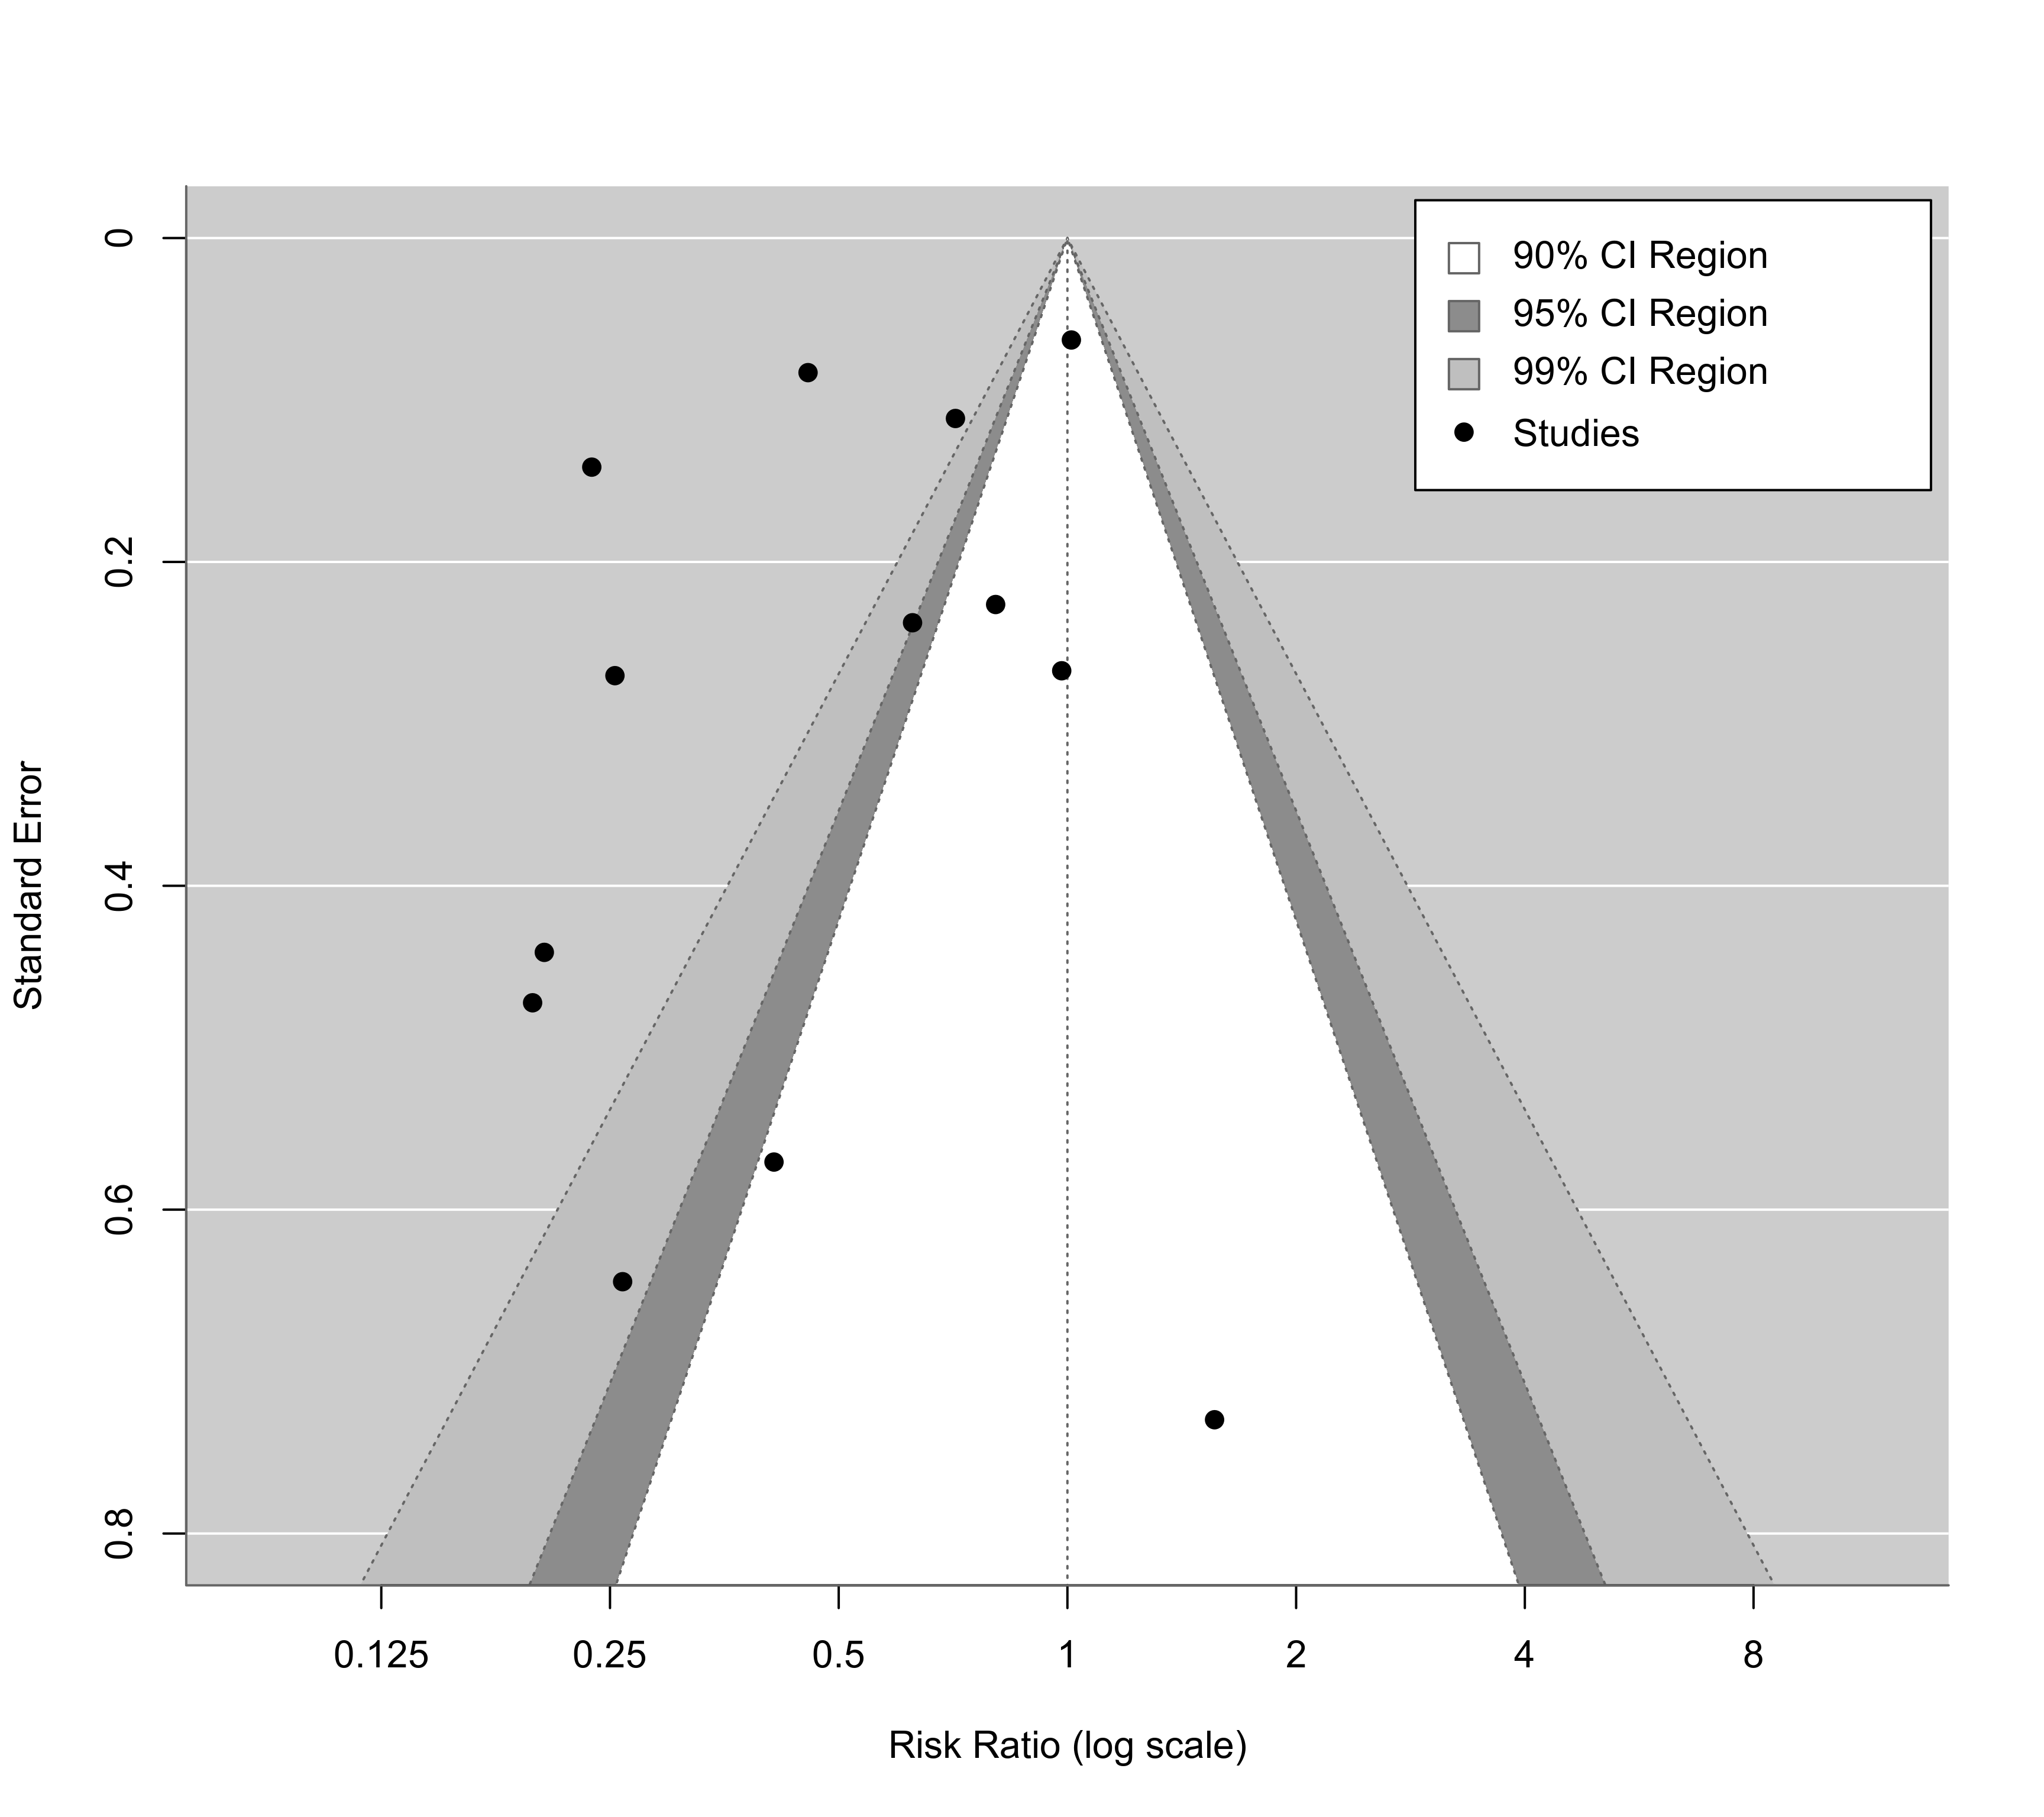 90% CI Region
95% CI Region
99% CI Region
Studies
Standard Error
0
0.2
0.4
0.6
0.8
0.125 0.25 0.5 1 2 4 8
Risk Ratio (log scale)